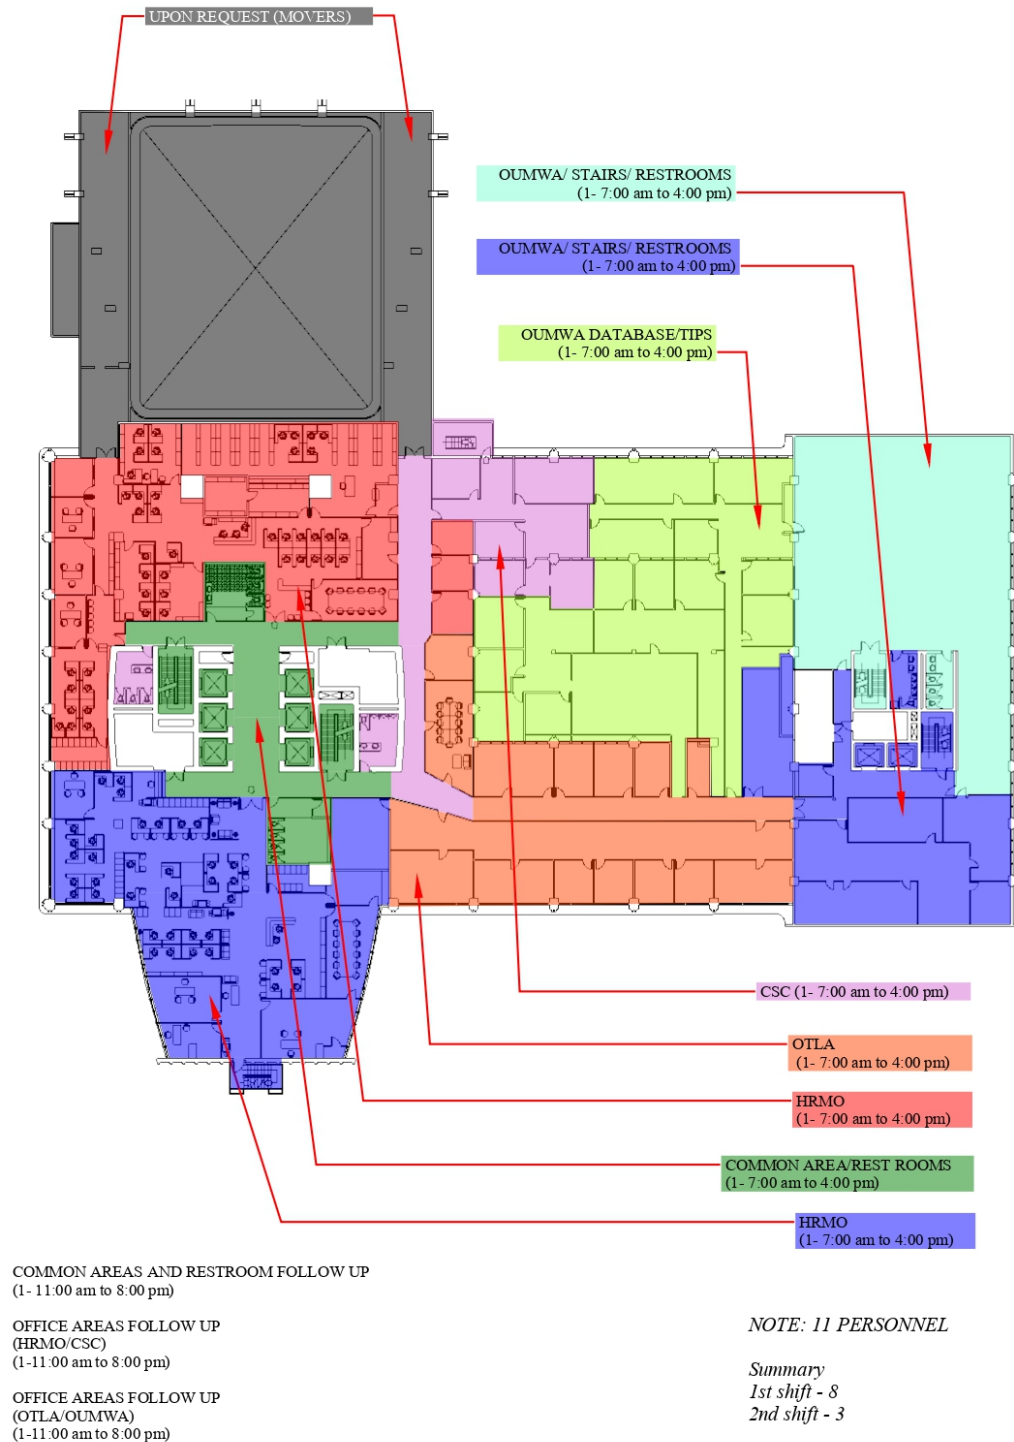 UPON REQUEST (MOVERS)
OUMWA/ STAIRS/ RESTROOMS
(1- 7:00 am to 4:00 pm)
OUMWA/ STAIRS/ RESTROOMS
(1- 7:00 am to 4:00 pm)
OUMWA DATABASE/TIPS
(1- 7:00 am to 4:00 pm)
CSC (1- 7:00 am to 4:00 pm)
OTLA
(1- 7:00 am to 4:00 pm)
HRMO
(1- 7:00 am to 4:00 pm)
COMMON AREA/REST ROOMS
(1- 7:00 am to 4:00 pm)
HRMO
(1- 7:00 am to 4:00 pm)
COMMON AREAS AND RESTROOM FOLLOW UP
(1- 11:00 am to 8:00 pm)
OFFICE AREAS FOLLOW UP
(HRMO/CSC)
(1-11:00 am to 8:00 pm)
OFFICE AREAS FOLLOW UP
(OTLA/OUMWA)
(1-11:00 am to 8:00 pm)
NOTE: 11 PERSONNEL
Summary
1st shift - 8
2nd shift - 3